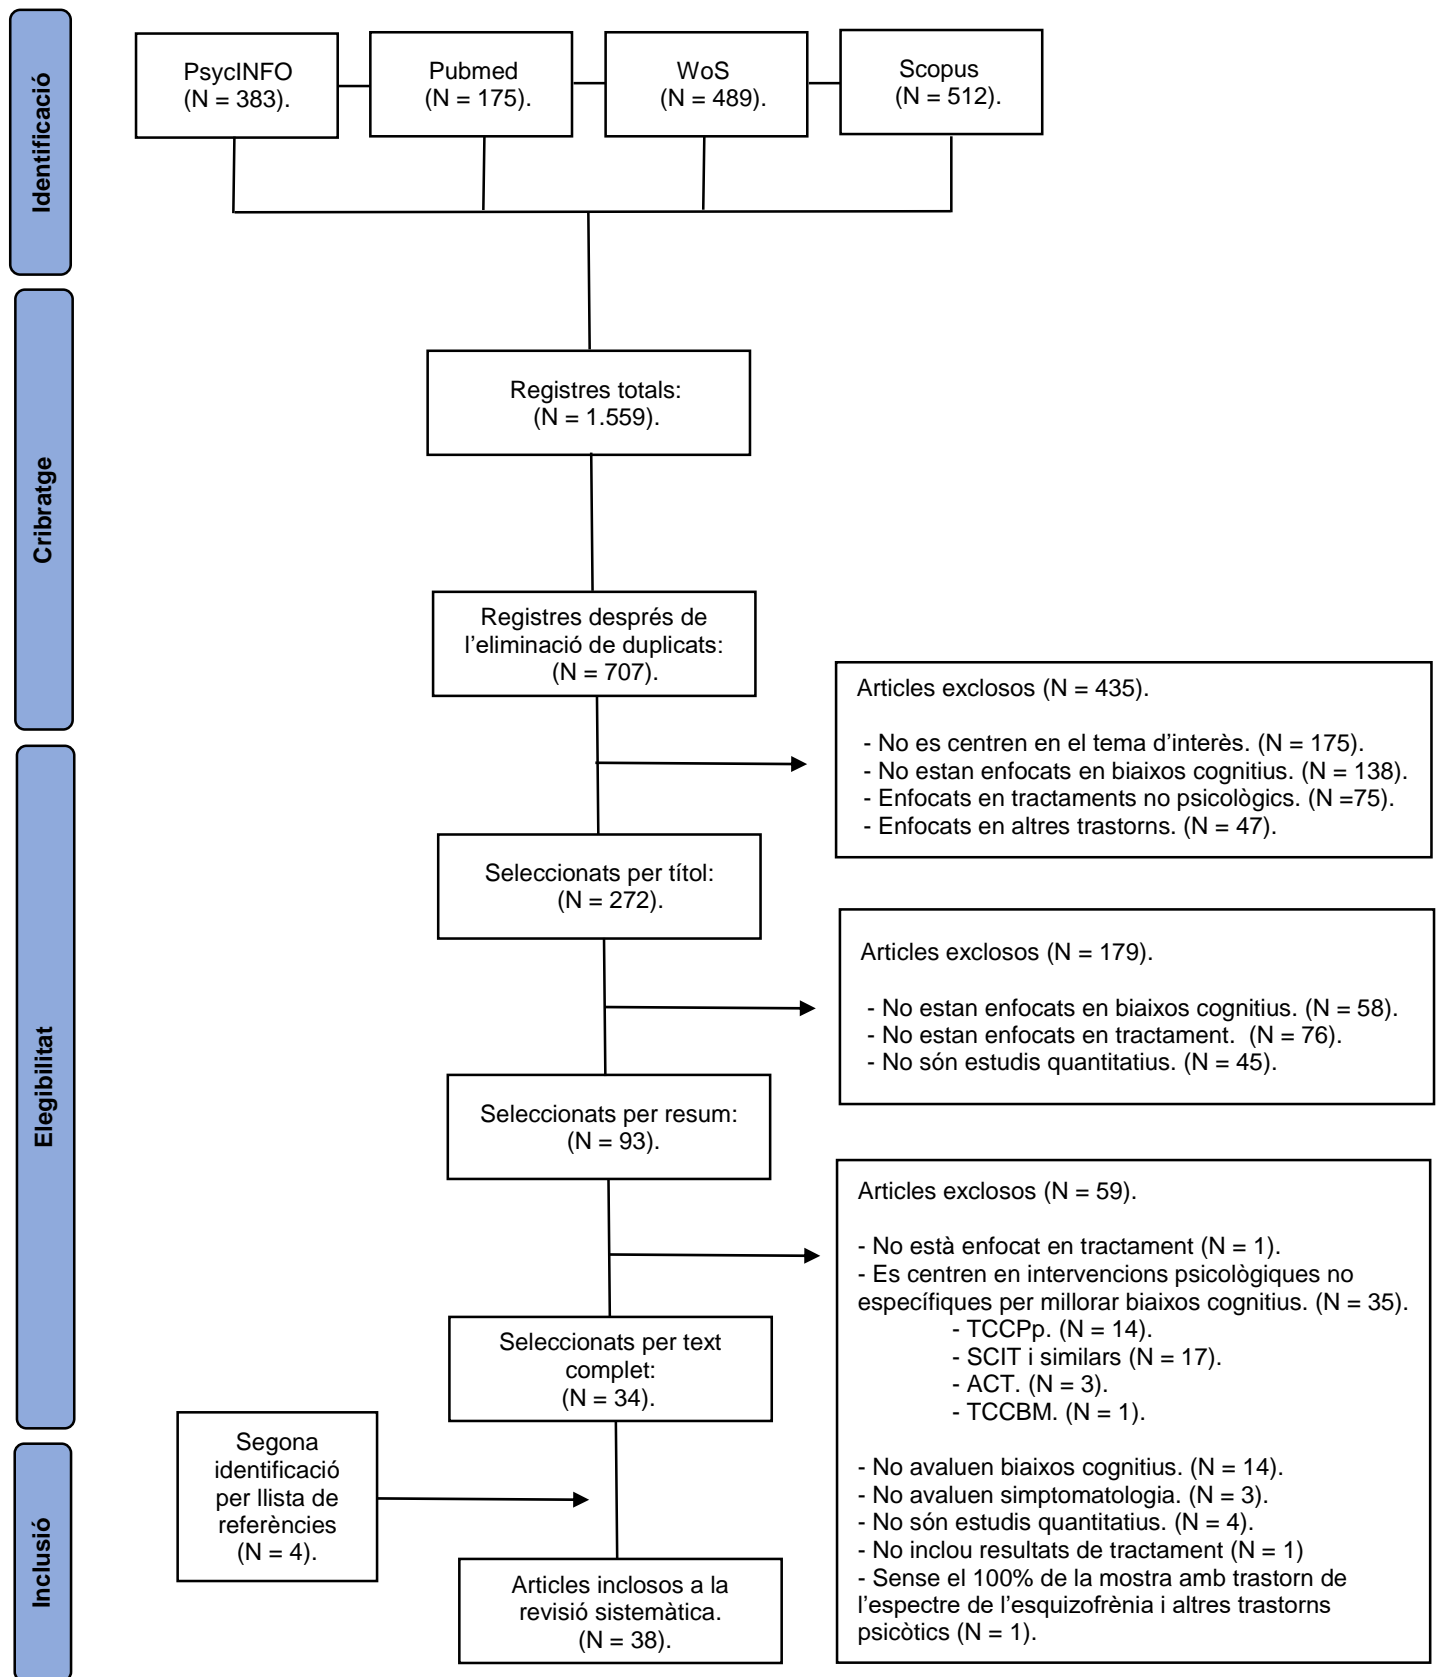 Identificació
PsycINFO
(N = 383).
Pubmed
(N = 175).
WoS
(N = 489).
Scopus
(N = 512).
Cribratge
Registres totals:
(N = 1.559).
Registres després de
l’eliminació de duplicats:
(N = 707).
Articles exclosos (N = 435).
- No es centren en el tema d’interès. (N = 175).
- No estan enfocats en biaixos cognitius. (N = 138).
- Enfocats en tractaments no psicològics. (N =75).
- Enfocats en altres trastorns. (N = 47).
Elegibilitat
Seleccionats per títol:
(N = 272).
Articles exclosos (N = 179).
- No estan enfocats en biaixos cognitius. (N = 58).
- No estan enfocats en tractament. (N = 76).
- No són estudis quantitatius. (N = 45).
Seleccionats per resum:
(N = 93).
Articles exclosos (N = 59).
- No està enfocat en tractament (N = 1).
- Es centren en intervencions psicològiques no
específiques per millorar biaixos cognitius. (N = 35).
- TCCPp. (N = 14).
- SCIT i similars (N = 17).
- ACT. (N = 3).
- TCCBM. (N = 1).
- No avaluen biaixos cognitius. (N = 14).
- No avaluen simptomatologia. (N = 3).
- No són estudis quantitatius. (N = 4).
- No inclou resultats de tractament (N = 1)
- Sense el 100% de la mostra amb trastorn de
l’espectre de l’esquizofrènia i altres trastorns
psicòtics (N = 1).
Seleccionats per text
complet:
(N = 34).
Inclusió
Segona
identificació
per llista de
referències
(N = 4).
Articles inclosos a la
revisió sistemàtica.
(N = 38).